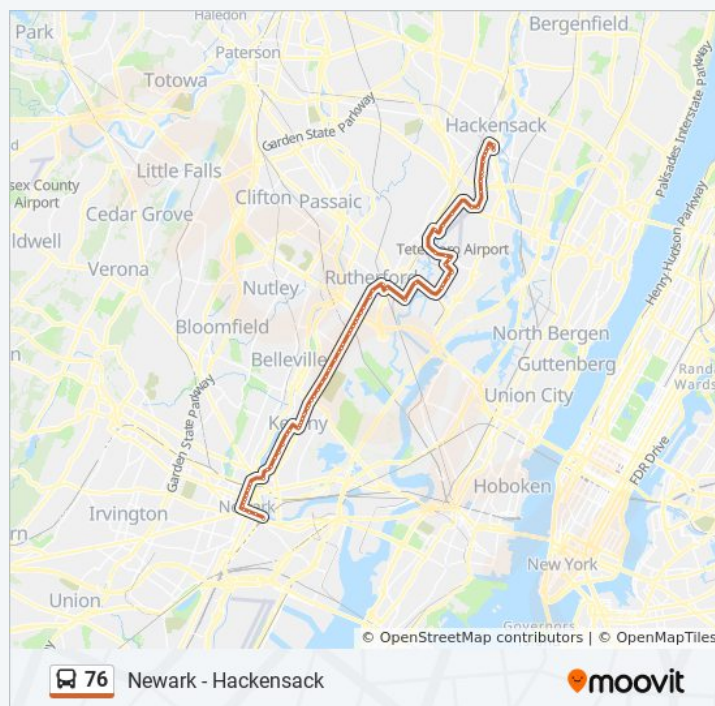 Haledon
Bergenfield
Park
Paterson
Totowa
Garden State Parkway
Hackensack
Palisades Interstate Parkway
Little Falls
ssex County
Airport
Clifton
Passaic
Cedar Grove
ldwell
Teterboro Airport
Henry Hudson Parkway
Verona
Rutherford
Nutley
Bloomfield
North Bergen
Belleville
Guttenberg
Garden State Parkway
Union City
Rand
Wards
Kearny
FDR Drive
Hoboken
Irvington
Newark
New York
Union
Governors
© OpenStreetMap contributors | © OpenMapTiles
76 Newark - Hackensack
moovit